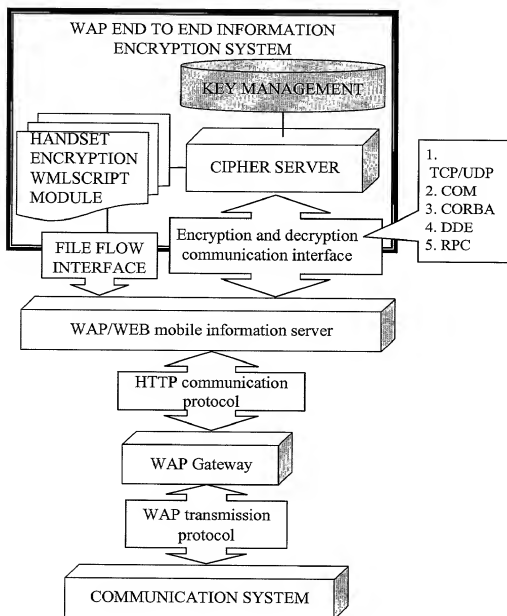 WAP END TO END INFORMATION
ENCRYPTION SYSTEM
KEY MANAGEMENT
HANDSET
ENCRYPTION
WMLSCRIPT
MODULE
CIPHER SERVER
1.
TCP/UDP
2. COM
3. CORBA
4. DDE
5. RPC
FILE FLOW
INTERFACE
Encryption and decryption
communication interface
WAP/WEB mobile information server
HTTP communication
protocol
WAP Gateway
WAP transmission
protocol
COMMUNICATION SYSTEM